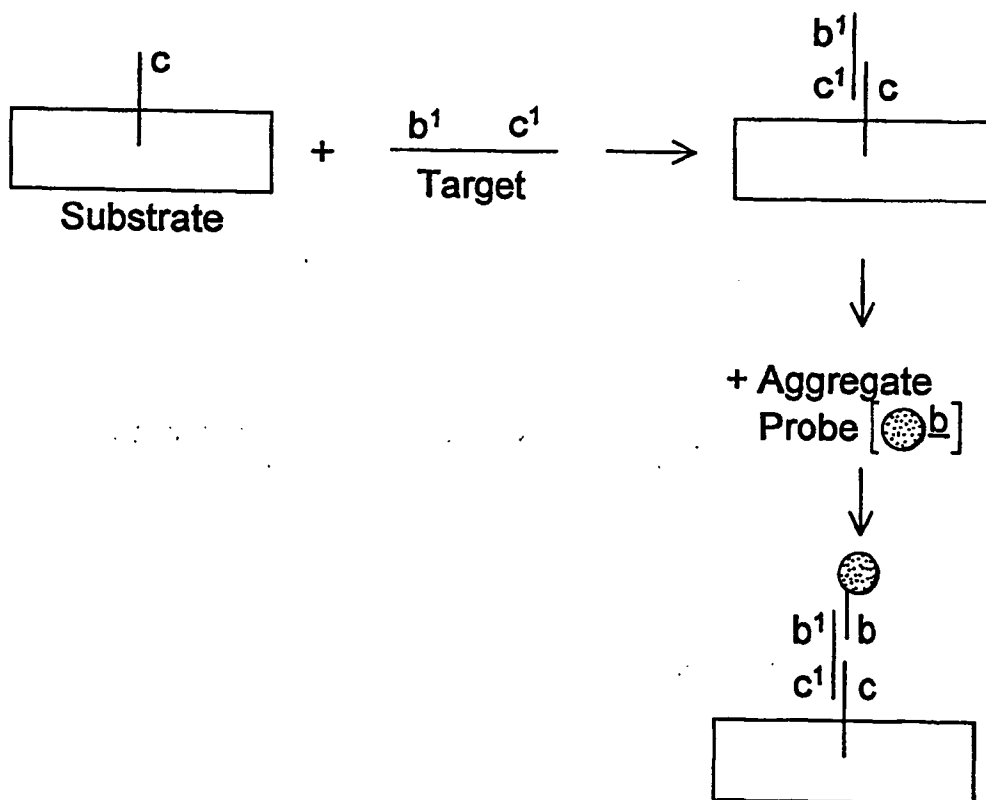 c
Substrate
+
b¹ c¹
Target
b¹
c¹ c
+ Aggregate
Probe [b]
b¹ b
c¹ c